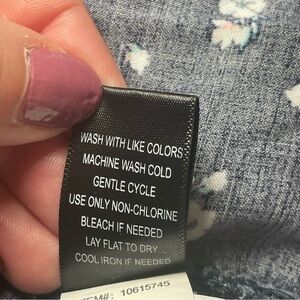 WASH WITH LIKE COLORS
MACHINE WASH COLD
GENTLE CYCLE
USE ONLY NON-CHLORINE
BLEACH IF NEEDED
LAY FLAT TO DRY
COOL IRON IF NEEDED
ITEM#: 10615745